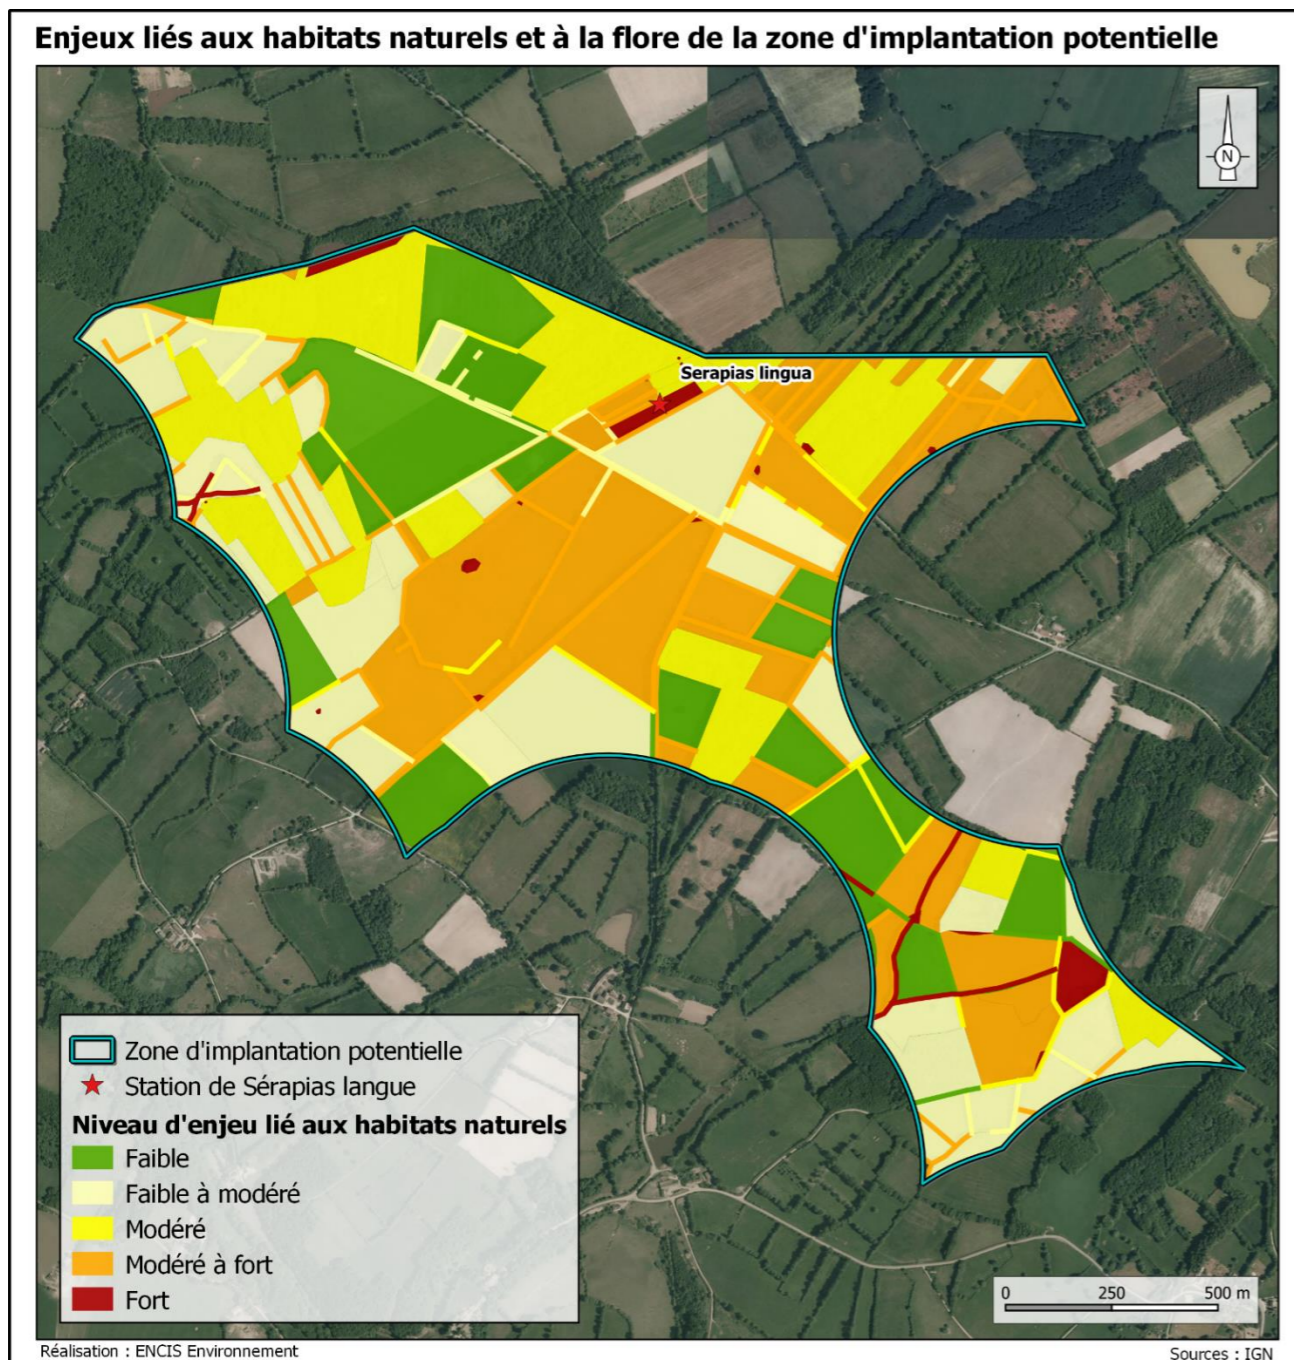 Enjeux liés aux habitats naturels et à la flore de la zone d'implantation potentielle
N
Serapias lingua
Zone d'implantation potentielle
Station de Sérapias langue
Niveau d'enjeu lié aux habitats naturels
Faible
Faible à modéré
Modéré
Modéré à fort
Fort
0 250 500 m
Réalisation : ENCIS Environnement
Sources : IGN